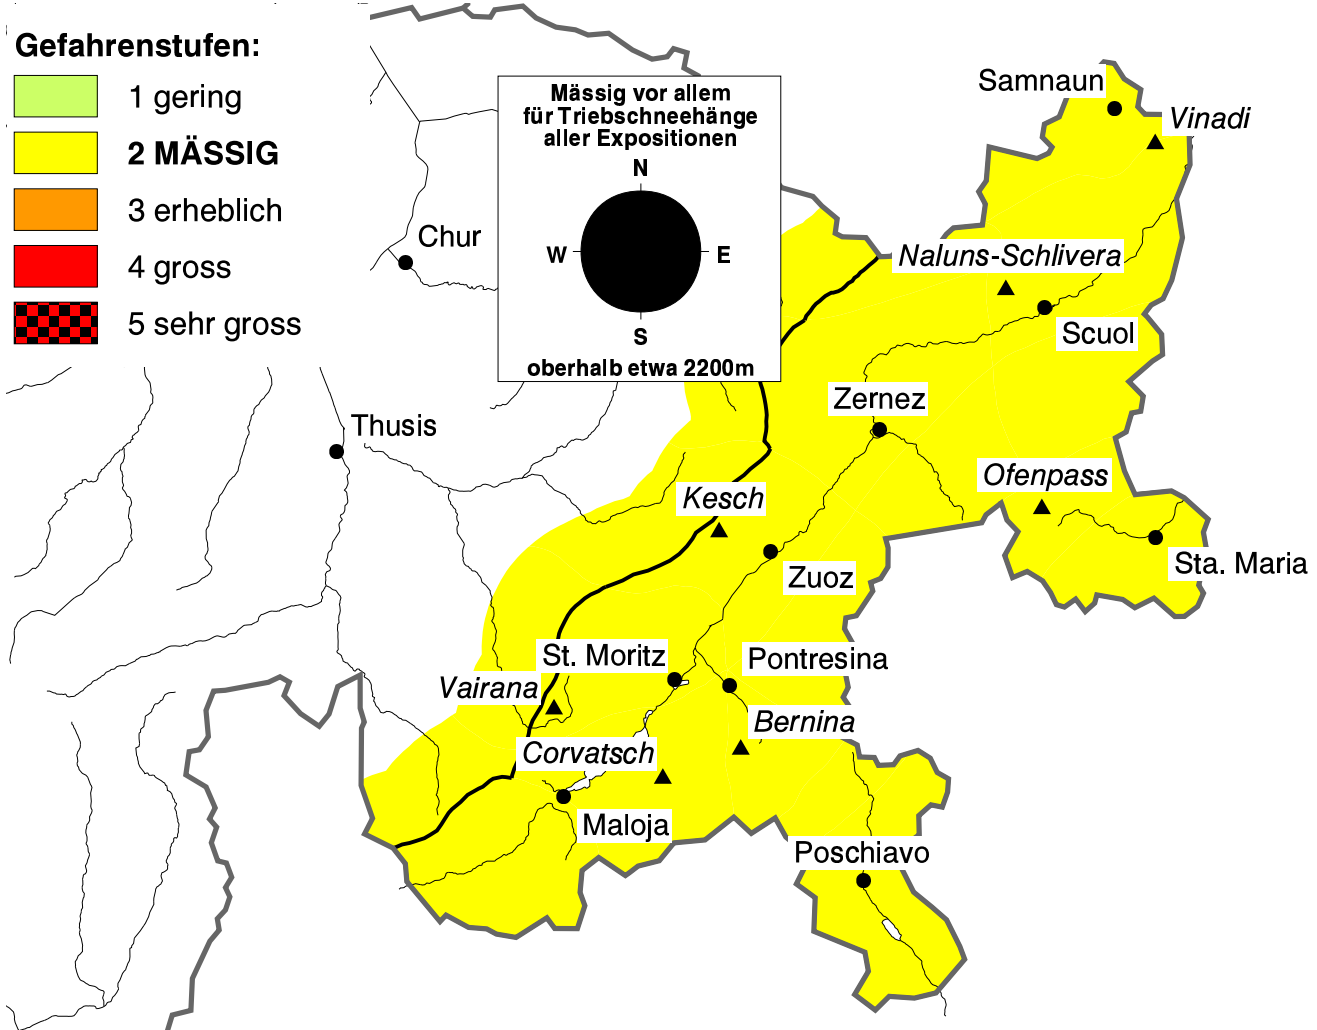 Gefahrenstufen:
1 gering
2 MÄSSIG
3 erheblich
4 gross
5 sehr gross
Mässig vor allem
für Triebschneehänge
aller Expositionen
N
W
E
S
oberhalb etwa 2200m
Samnaun
Vinadi
Chur
Naluns-Schlivera
Scuol
Zernez
Thusis
Ofenpass
Kesch
Sta. Maria
Zuoz
St. Moritz
Pontresina
Vairana
Bernina
Corvatsch
Maloja
Poschiavo